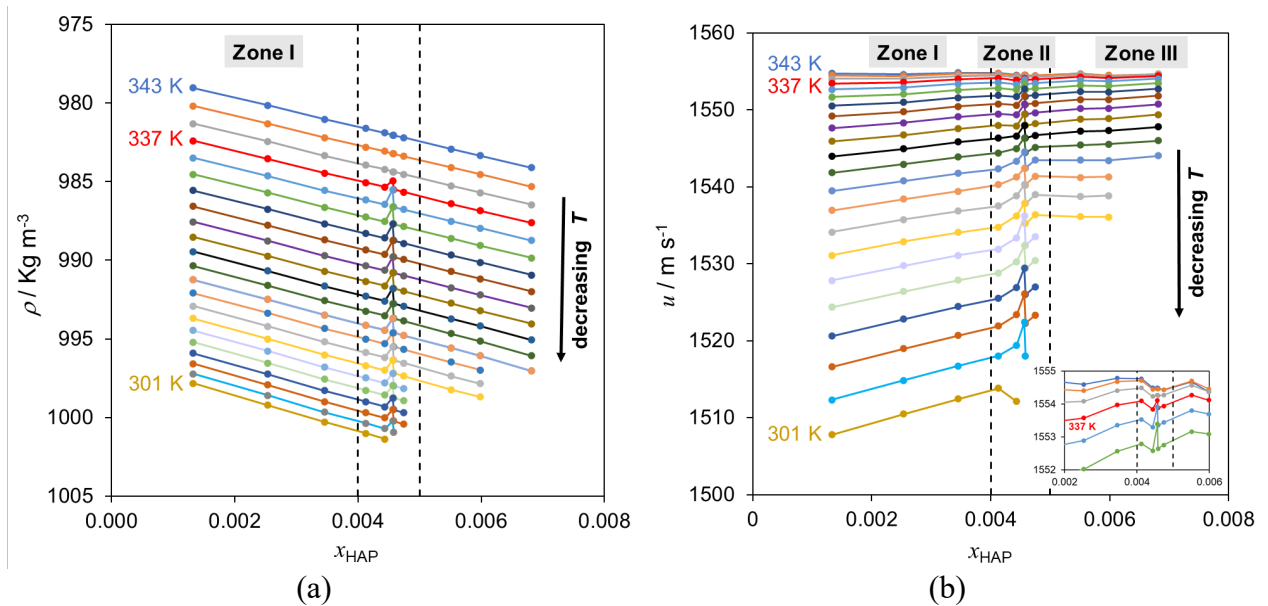 Zone I
343 K
337 K
301 K
decreasing T
975
980
985
990
995
1000
1005
ρ / Kg m-3
0.000
0.002
0.004
0.006
0.008
xHAP
(a)
Zone I
Zone II
Zone III
343 K
337 K
301 K
decreasing T
1560
1550
1540
1530
1520
1510
1500
u / m s-1
0
0.002
0.004
0.006
0.008
xHAP
1555
1554
1553
1552
337 K
0.002
0.004
0.006
(b)